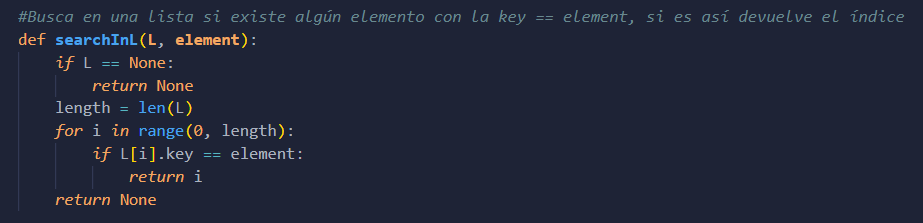 #Busca en una lista si existe algún elemento con la key == element, si es así devuelve el índice
def searchInL(L, element):
    if L == None:
        return None
    length = len(L)
    for i in range(0, length):
        if L[i].key == element:
            return i
    return None